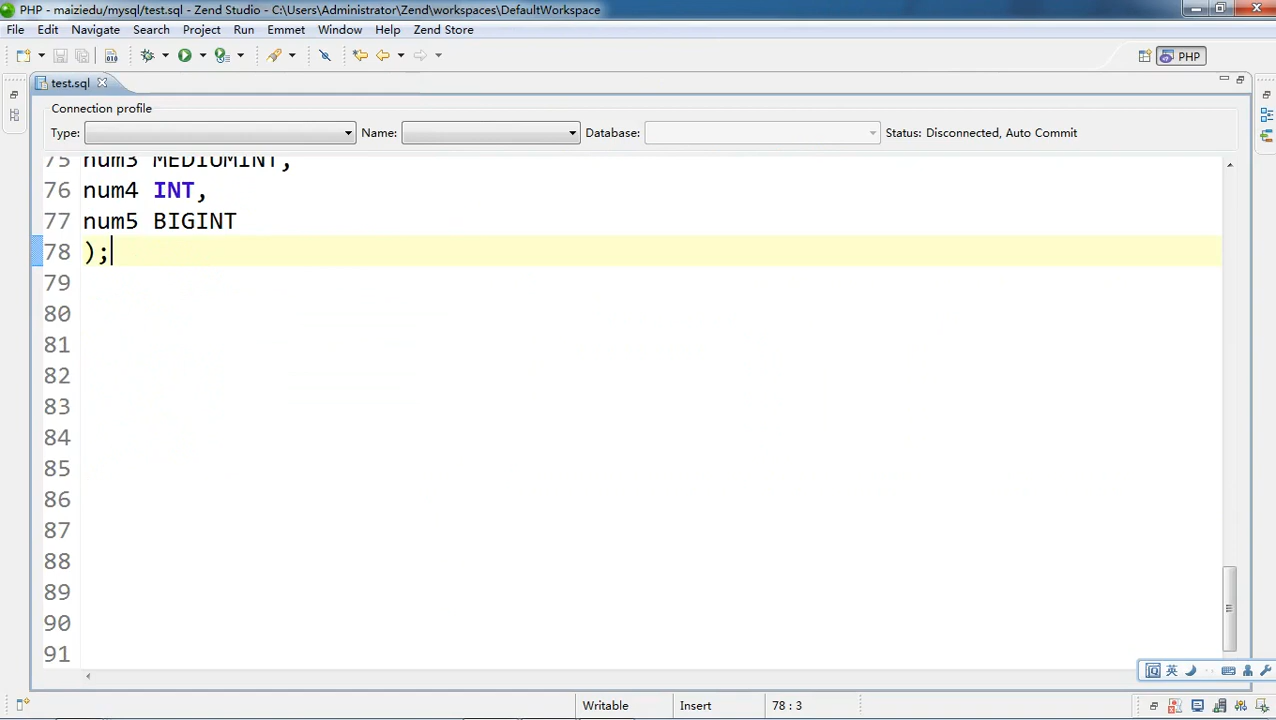 PHP - maiziedu/mysql/test.sql - Zend Studio - C:\Users\Administrator\Zend\workspaces\DefaultWorkspace
File Edit Navigate Search Project Run Emmet Window Help Zend Store
PHP
test.sql
Connection profile
Type: Name: Database: Status: Disconnected, Auto Commit
75 num3 MEDIUMINT,
76 num4 INT,
77 num5 BIGINT
78 );
79
80
81
82
83
84
85
86
87
88
89
90
91
英
Writable Insert 78 : 3